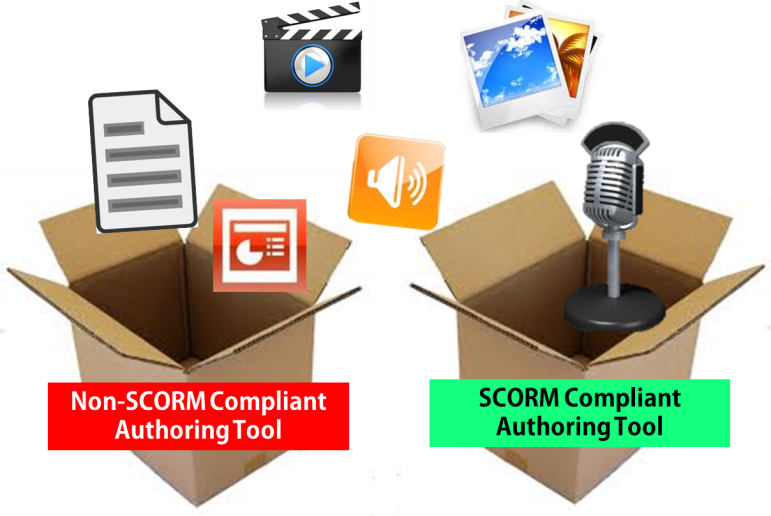 Non-SCORM Compliant
Authoring Tool
SCORM Compliant
Authoring Tool